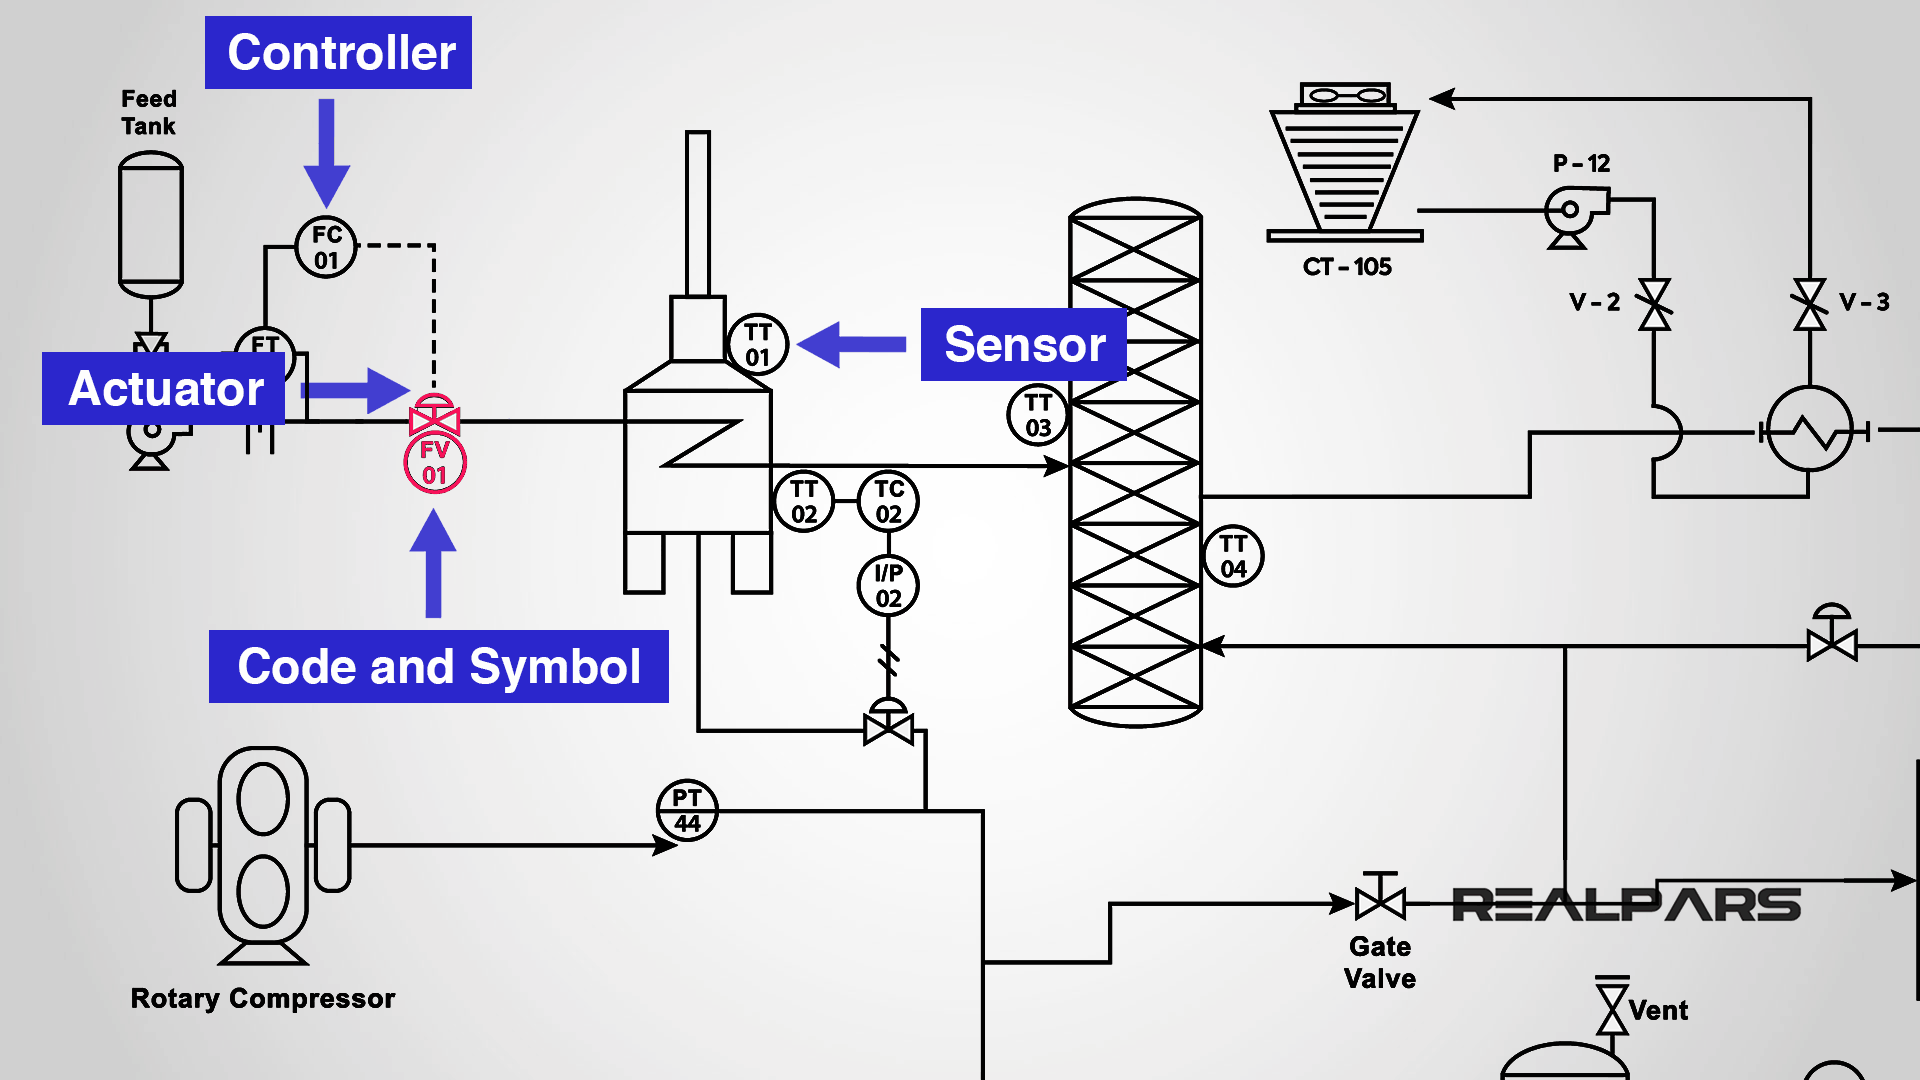 Controller
Feed
Tank
FC
01
P - 12
CT - 105
V - 2
V - 3
TT
01
Sensor
FT
Actuator
TT
03
FV
01
TT
02
TC
02
TT
04
I/P
02
Code and Symbol
PT
44
REALPARS
Gate
Valve
Rotary Compressor
Vent